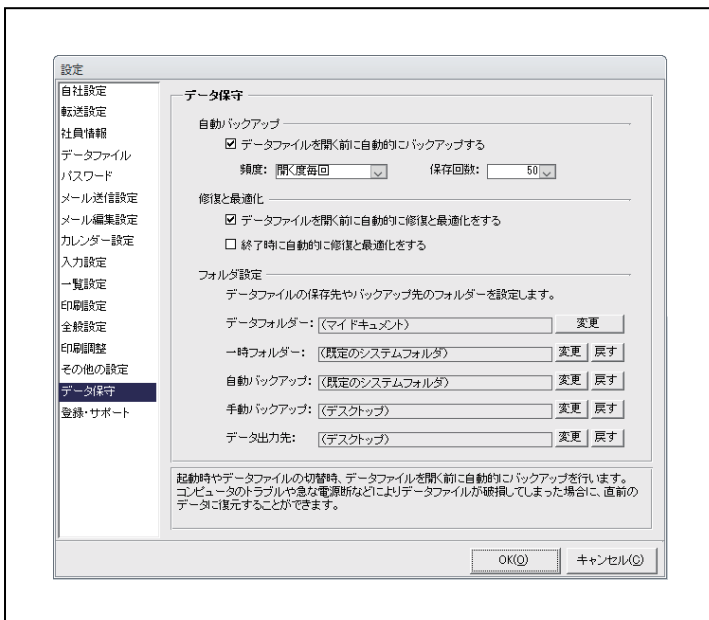 設定
自社設定
転送設定
社員情報
データファイル
パスワード
メール送信設定
メール編集設定
カレンダー設定
入力設定
一覧設定
印刷設定
全般設定
印刷調整
その他の設定
データ保守
登録・サポート
データ保守
自動バックアップ
データファイルを開く前に自動的にバックアップする
頻度: 開く度毎回 保存回数: 50
修復と最適化
データファイルを開く前に自動的に修復と最適化をする
終了時に自動的に修復と最適化をする
フォルダ設定
データファイルの保存先やバックアップ先のフォルダーを設定します。
データフォルダー: (マイドキュメント) 変更
一時フォルダー: (既定のシステムフォルダ) 変更 戻す
自動バックアップ: (既定のシステムフォルダ) 変更 戻す
手動バックアップ: (デスクトップ) 変更 戻す
データ出力先: (デスクトップ) 変更 戻す
起動時やデータファイルの切替時、データファイルを開く前に自動的にバックアップを行います。
コンピュータのトラブルや急な電源断などによりデータファイルが破損してしまった場合に、直前の
データに復元することができます。
OK(O) キャンセル(C)